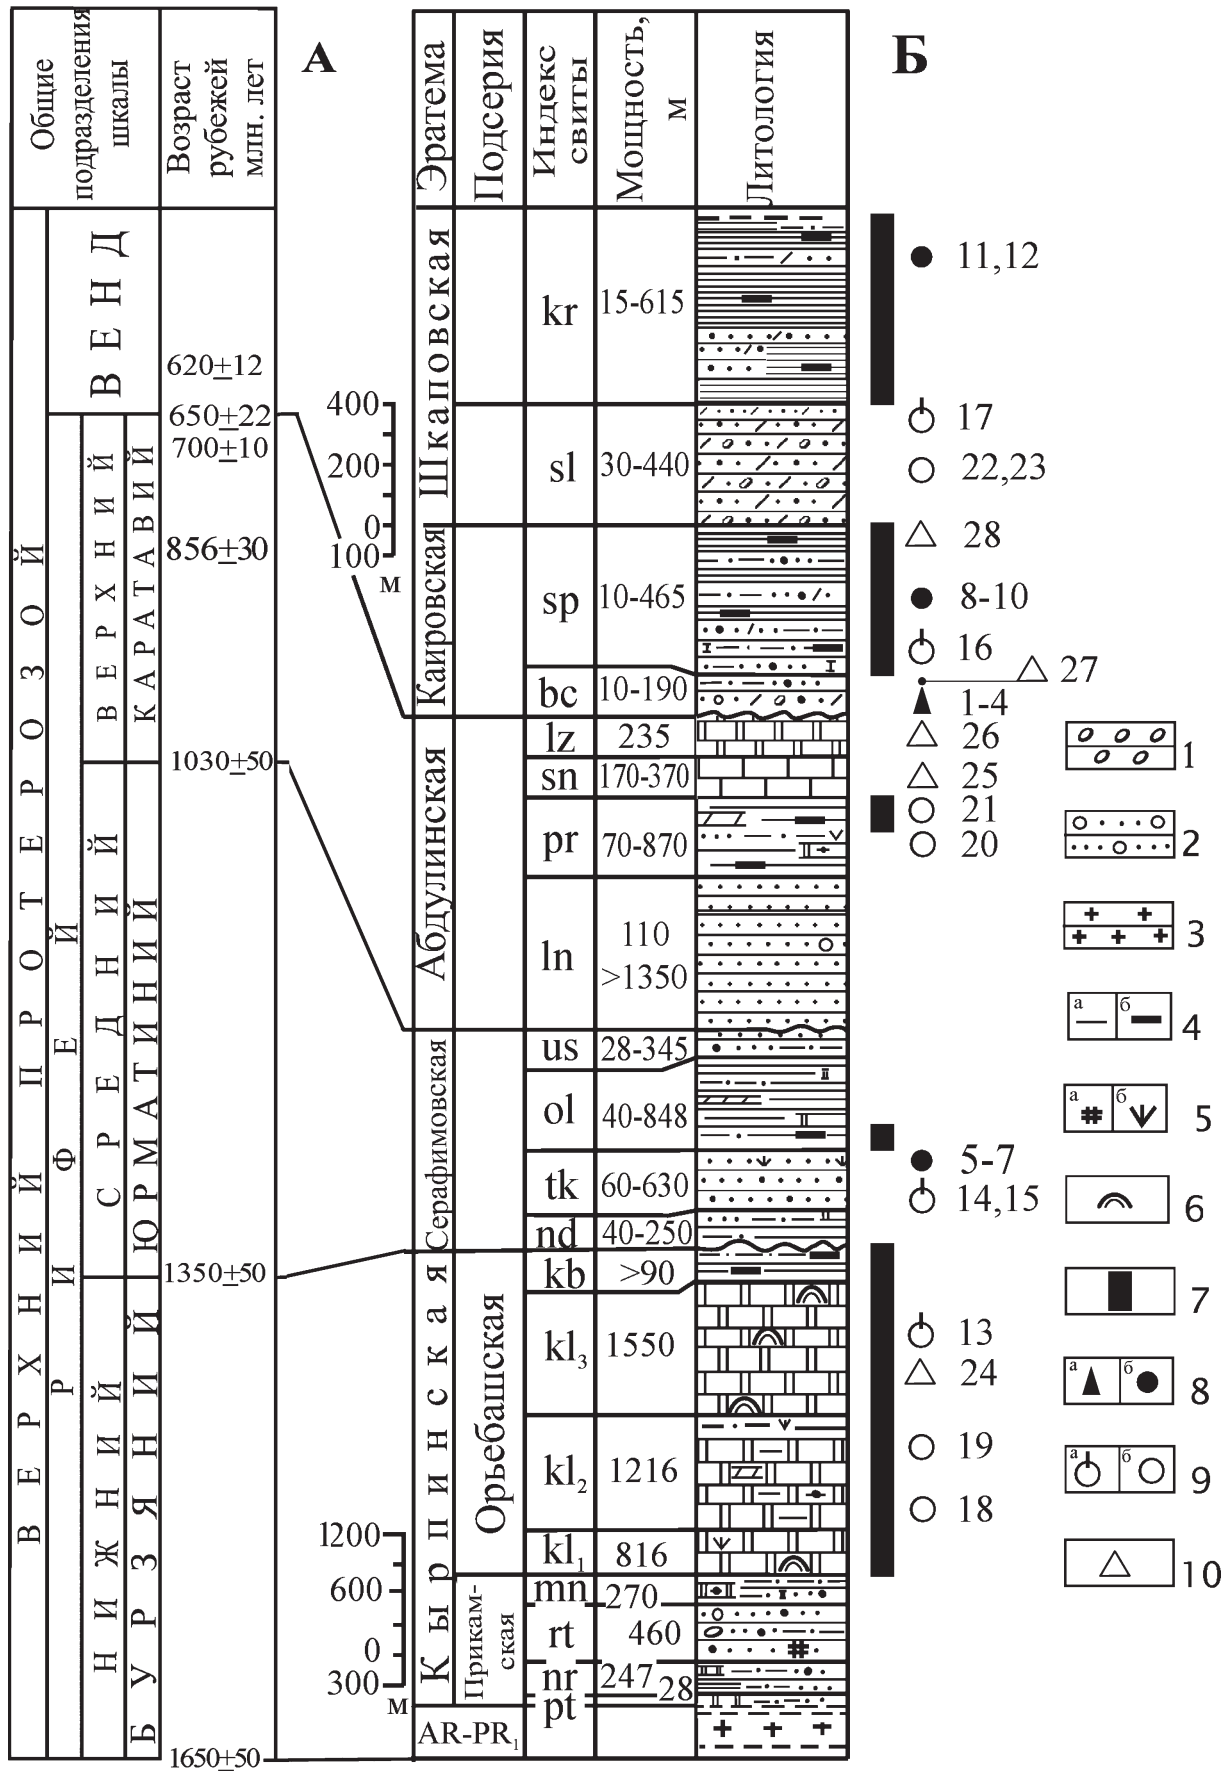 Общие
подразделения
шкалы
Возраст
рубежей
млн. лет
А
Эратема
Подсерия
Индекс
свиты
Мощность,
м
Литология
Б
ВЕРХНИЙ ПРОТЕРОЗОЙ
ВЕНД
РИФЕЙ
ВЕРХНИЙ
КАРАТАВИЙ
СРЕДНИЙ
ЮРМАТИНИЙ
НИЖНИЙ
БУРЗЯНИЙ
620±12
650±22
700±10
856±30
1030±50
1350±50
1650±50
400
200
0
100
м
1200
600
0
300
м
Шкаповская
kr
15-615
sl
30-440
Каировская
sp
10-465
bc
10-190
Абдулинская
lz
235
sn
170-370
pr
70-870
ln
110
>1350
Серафимовская
us
28-345
ol
40-848
tk
60-630
nd
40-250
Кырпинская
Орьебашская
kb
>90
kl3
1550
kl2
1216
kl1
816
Прикам-
ская
mn
270
rt
460
nr
247
pt
28
AR-PR1
11,12
17
22,23
28
8-10
16
27
1-4
26
25
21
20
5-7
14,15
13
24
19
18
1
2
3
а б 4
а б 5
6
7
а б 8
а б 9
10